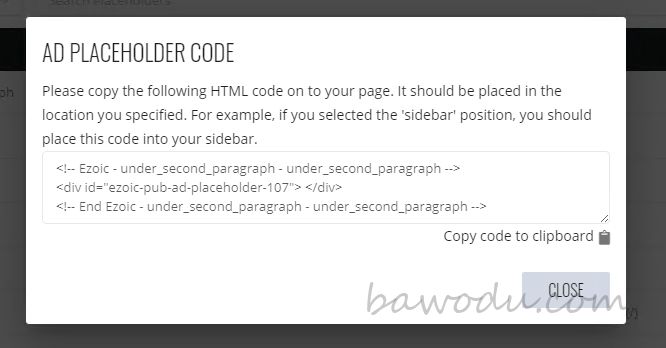 Search Placeholders
AD PLACEHOLDER CODE
Please copy the following HTML code on to your page. It should be placed in the
location you specified. For example, if you selected the 'sidebar' position, you should
place this code into your sidebar.
<!-- Ezoic - under_second_paragraph - under_second_paragraph -->
<div id="ezoic-pub-ad-placeholder-107"> </div>
<!-- End Ezoic - under_second_paragraph - under_second_paragraph -->
Copy code to clipboard
CLOSE
bawodu.com